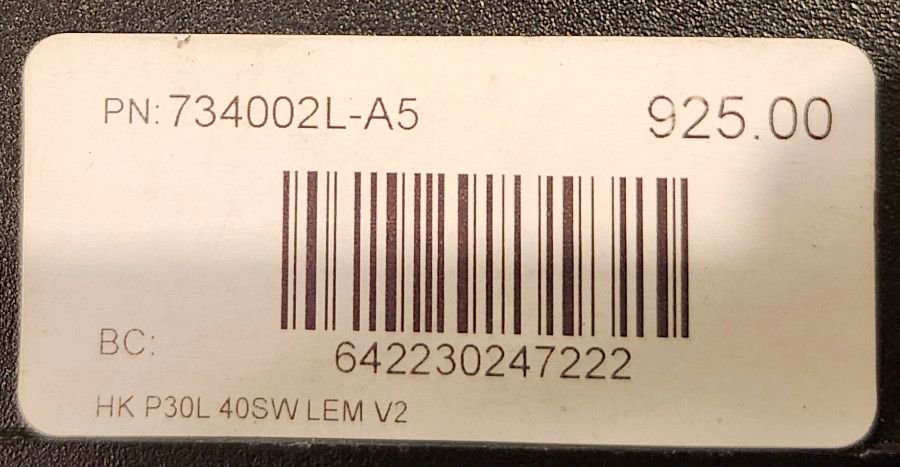 PN: 734002L-A5 925.00
BC: 642230247222
HK P30L 40SW LEM V2